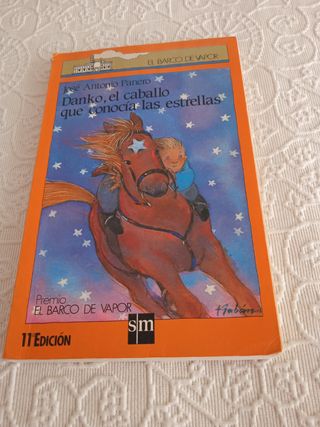 EL BARCO DE VAPOR
José Antonio Panero
Danko, el caballo
que conocía las estrellas
Premio
EL BARCO DE VAPOR
11ª EDICIÓN
sm